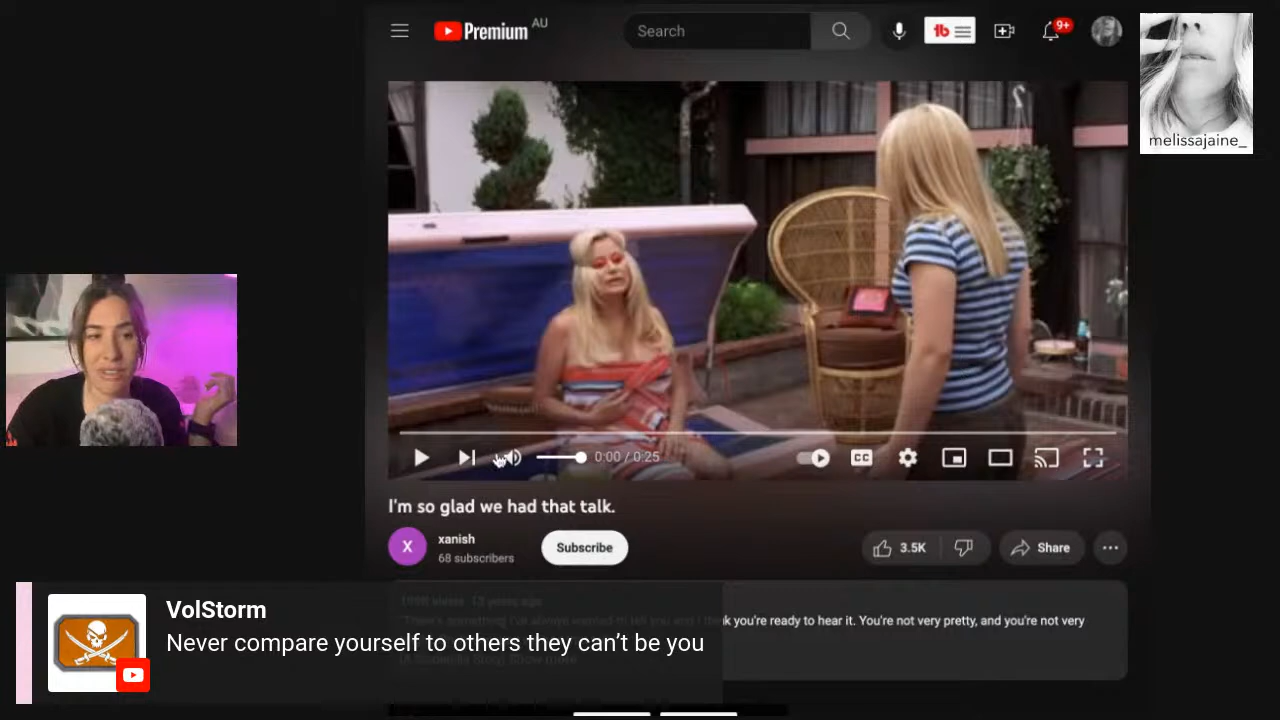 Premium AU
Search
9+
melissajaine_
0:00 / 0:25
CC
I'm so glad we had that talk.
X
xanish
68 subscribers
Subscribe
3.5K
Share
k you're ready to hear it. You're not very pretty, and you're not very
VolStorm
Never compare yourself to others they can't be you